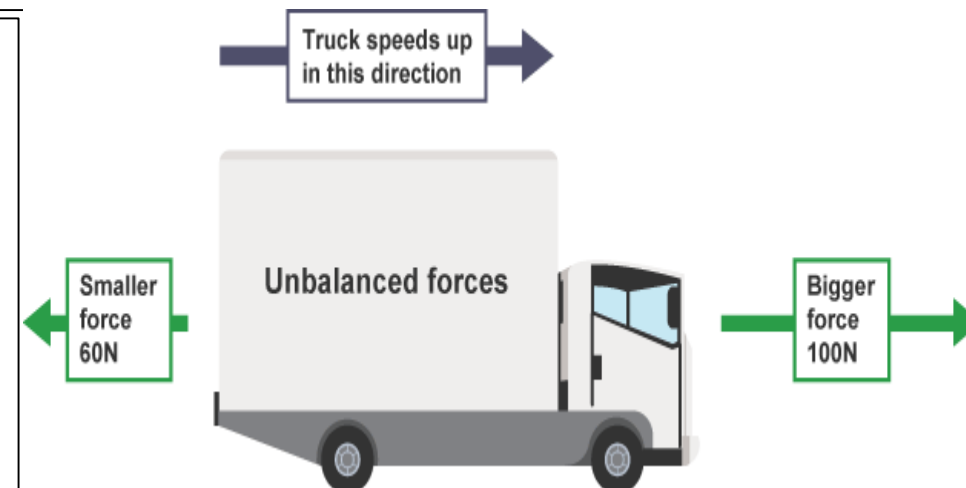 Truck speeds up
in this direction
Unbalanced forces
Smaller
force
60N
Bigger
force
100N